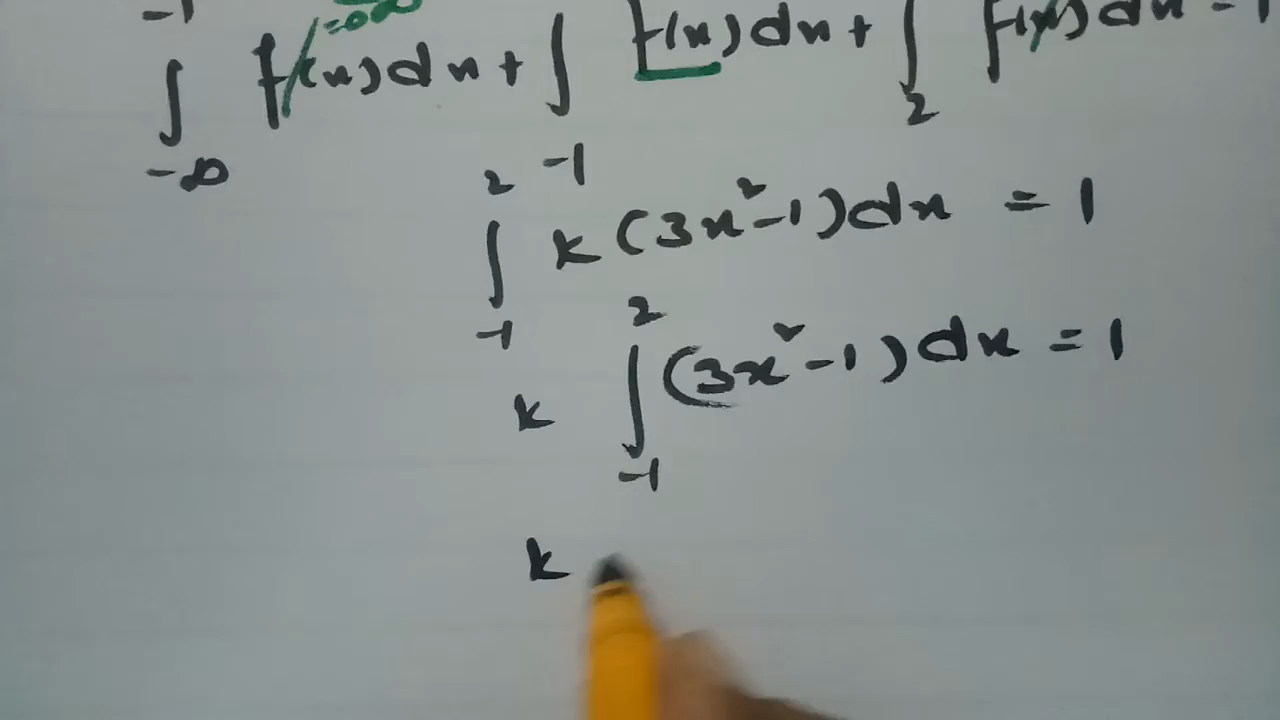 ∫_{-∞}^{-1} f(x)dx + ∫_{-1} f(x)dx + ∫_{2} f(x)dx = 1
∫_{-1}^{2} k(3x²-1)dx = 1
k ∫_{-1}^{2} (3x²-1)dx = 1
k